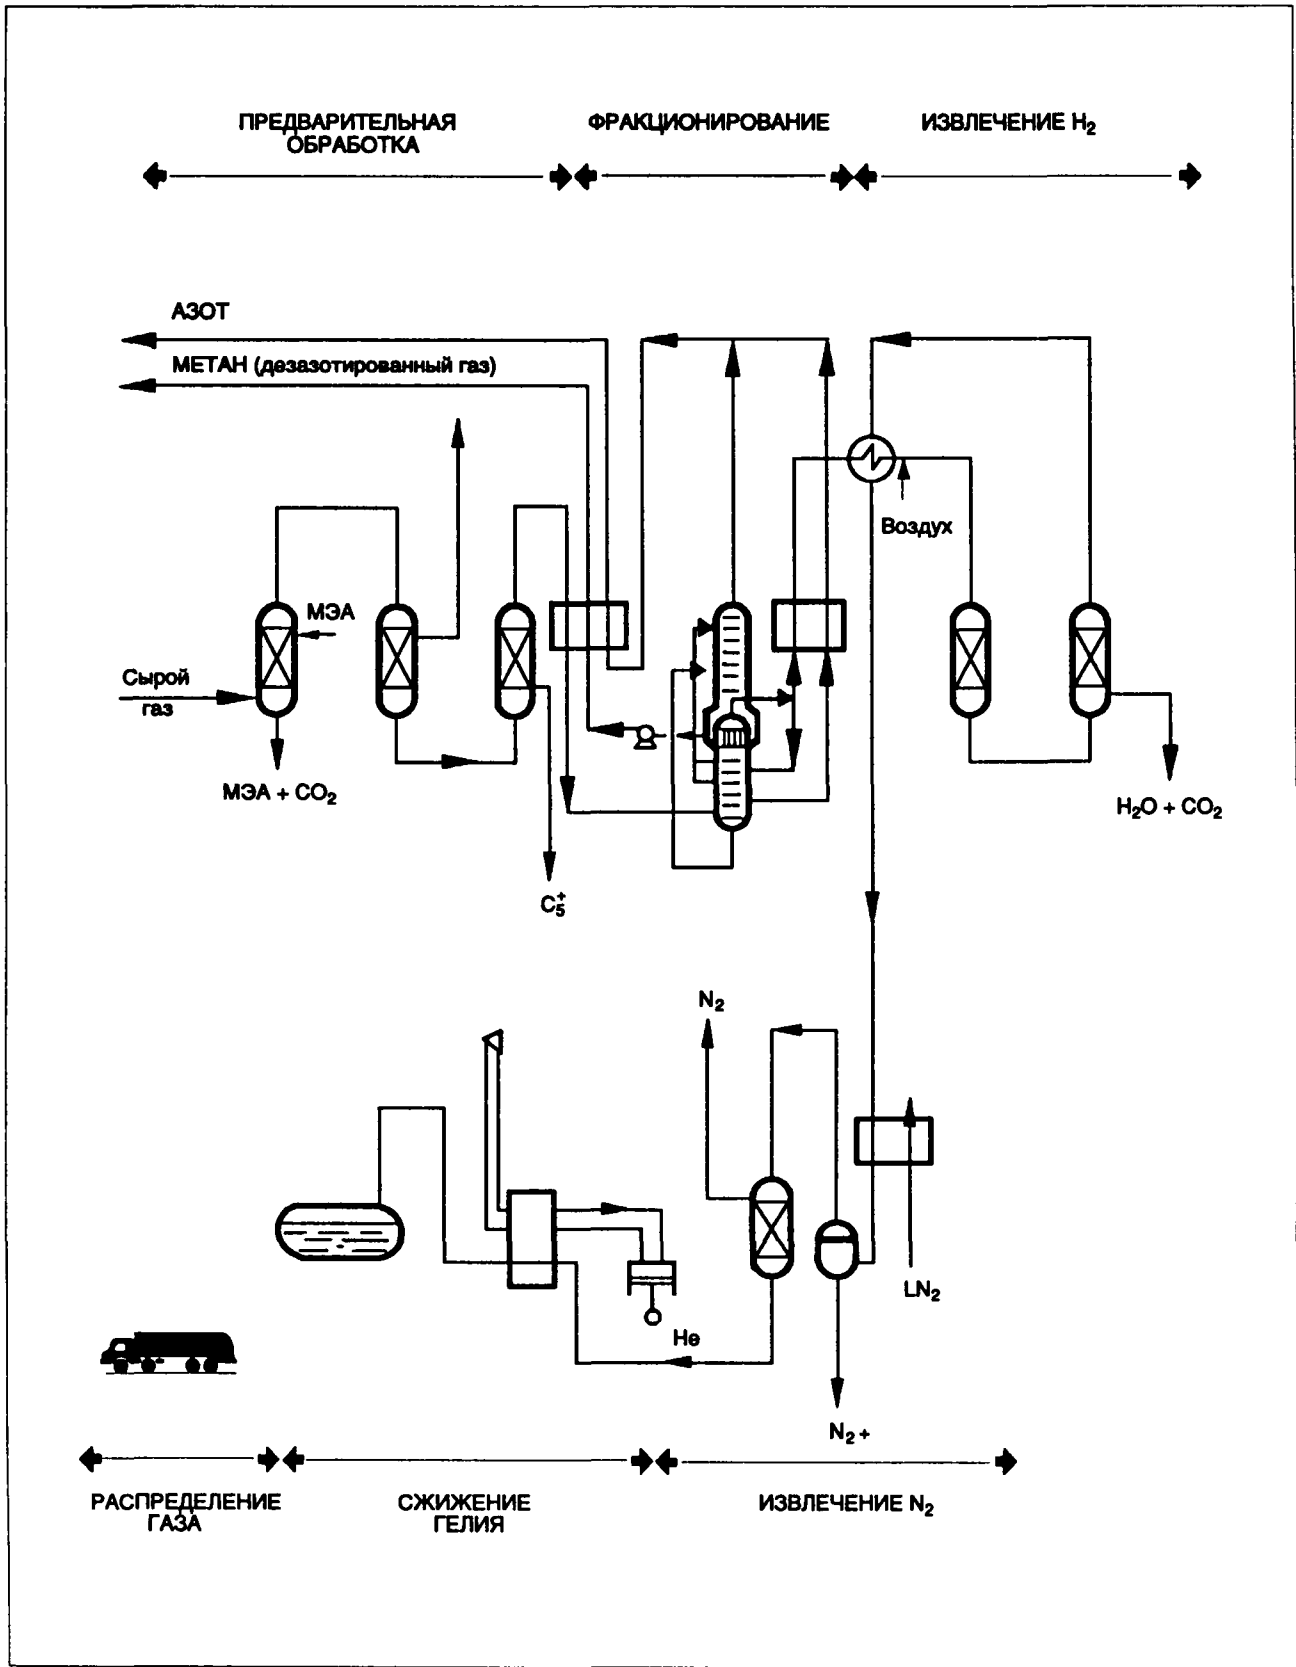 ПРЕДВАРИТЕЛЬНАЯ
ОБРАБОТКА
ФРАКЦИОНИРОВАНИЕ
ИЗВЛЕЧЕНИЕ H₂
АЗОТ
МЕТАН (дезазотированный газ)
Воздух
МЭА
Сырой
газ
МЭА + CO₂
H₂O + CO₂
C₅⁺
N₂
LN₂
He
N₂ +
РАСПРЕДЕЛЕНИЕ
ГАЗА
СЖИЖЕНИЕ
ГЕЛИЯ
ИЗВЛЕЧЕНИЕ N₂